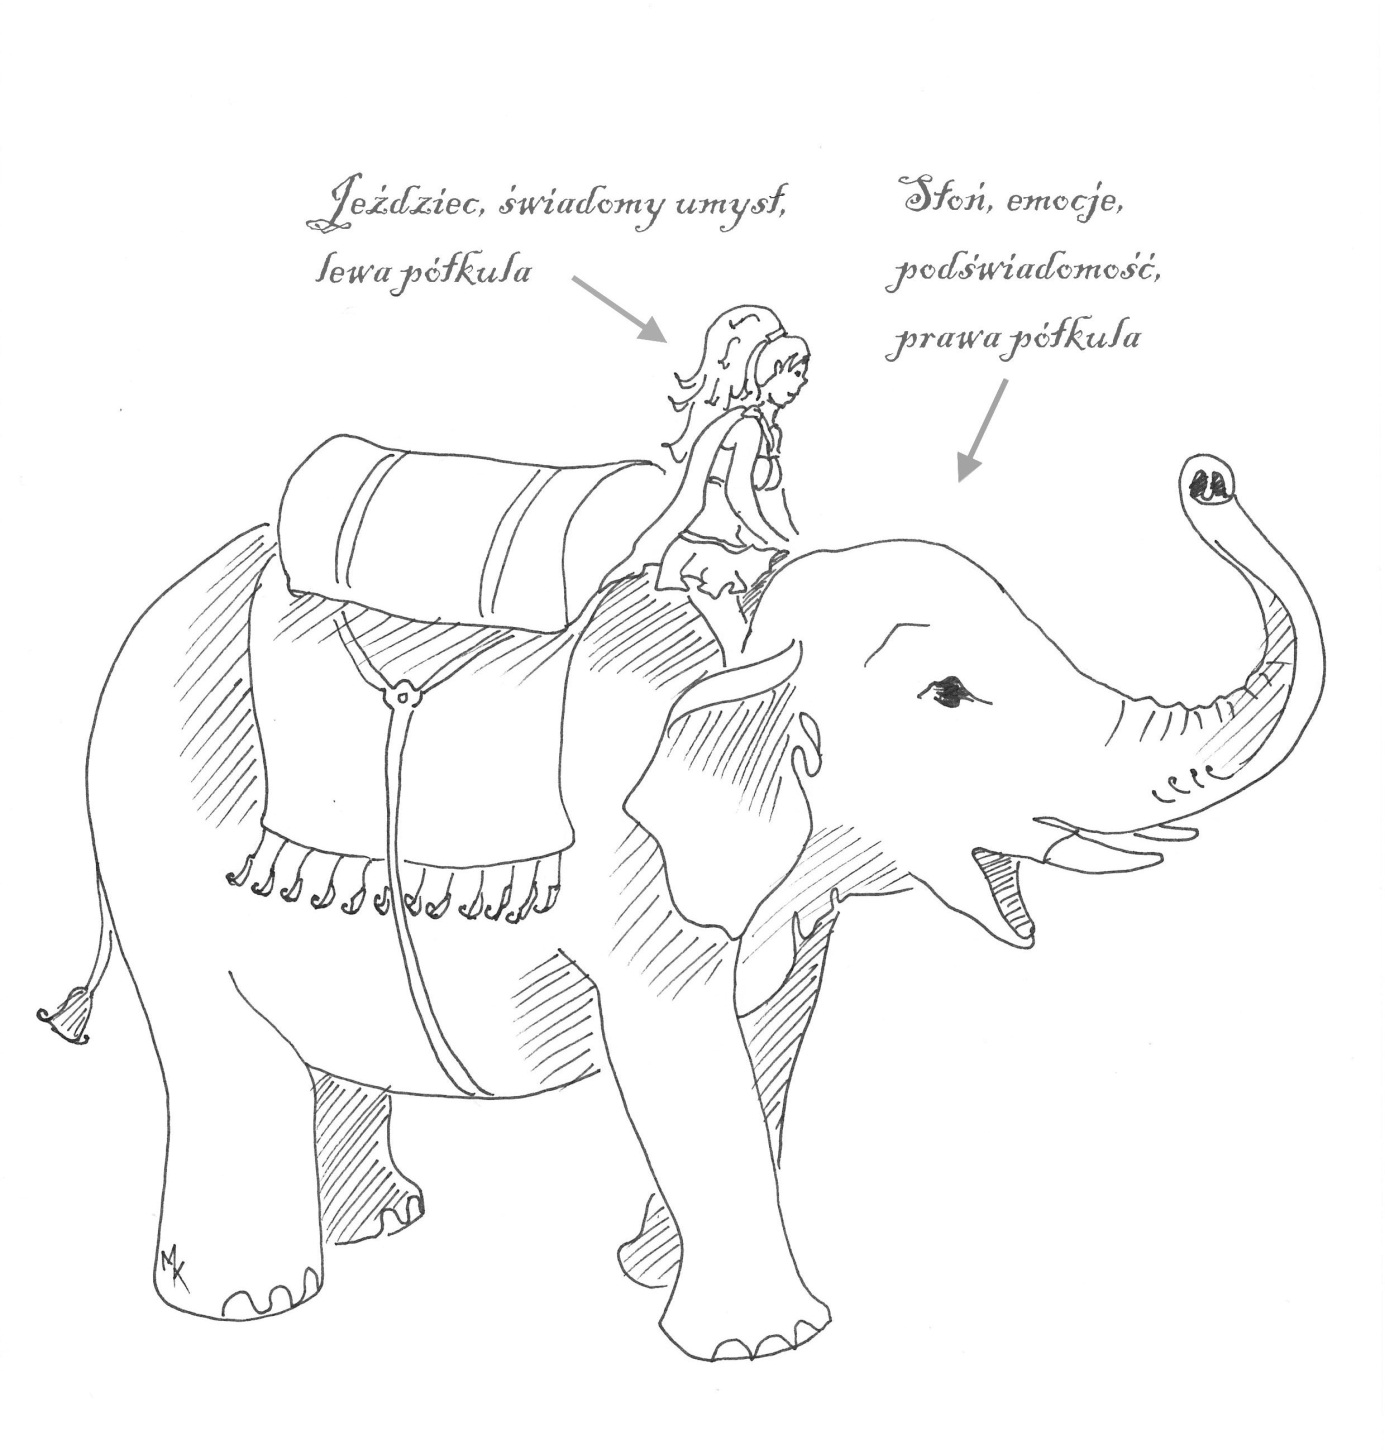 Jeździec, świadomy umysł,
lewa półkula
Słoń, emocje,
podświadomość,
prawa półkula
MK